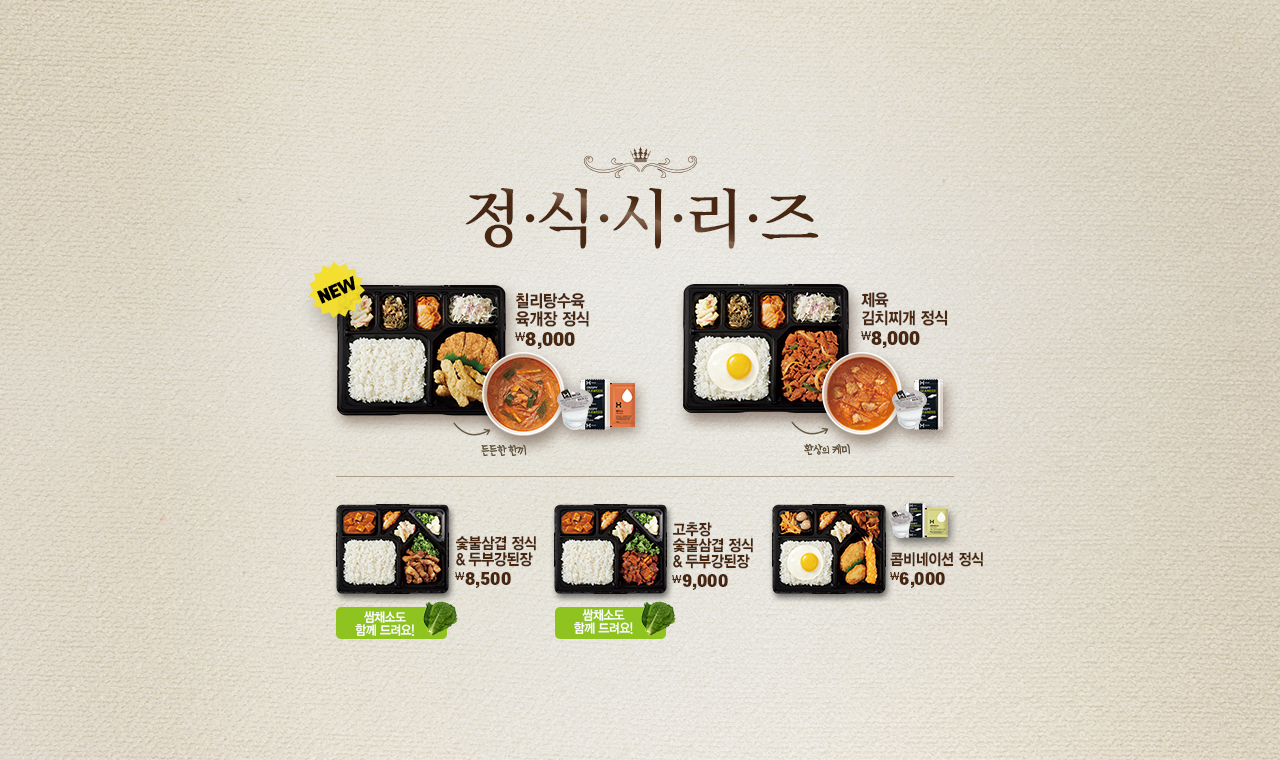 정·식·시·리·즈
NEW
칠리탕수육
육개장 정식
₩8,000
든든한 한끼
제육
김치찌개 정식
₩8,000
환상의 케미
숯불삼겹 정식
& 두부강된장
₩8,500
쌈채소도
함께 드려요!
고추장
숯불삼겹 정식
& 두부강된장
₩9,000
쌈채소도
함께 드려요!
콤비네이션 정식
₩6,000